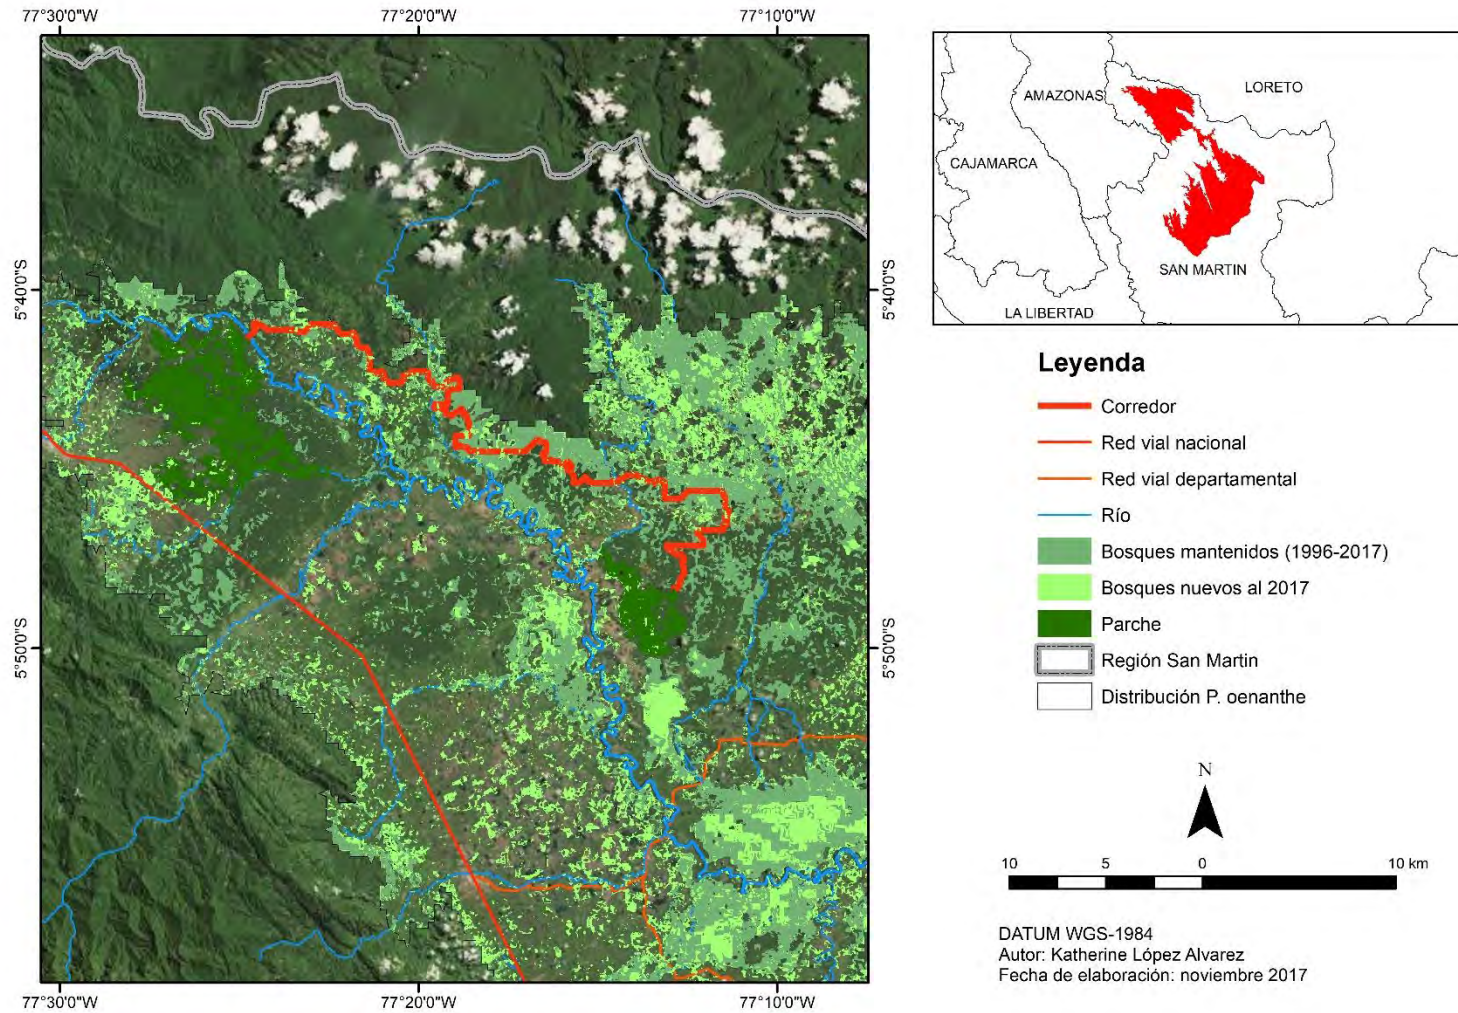 77°30'0"W
77°20'0"W
77°10'0"W
5°40'0"S
5°40'0"S
5°50'0"S
5°50'0"S
77°30'0"W
77°20'0"W
77°10'0"W
AMAZONAS
LORETO
CAJAMARCA
SAN MARTIN
LA LIBERTAD
Leyenda
Corredor
Red vial nacional
Red vial departamental
Río
Bosques mantenidos (1996-2017)
Bosques nuevos al 2017
Parche
Región San Martin
Distribución P. oenanthe
N
10 5 0 10 km
DATUM WGS-1984
Autor: Katherine López Alvarez
Fecha de elaboración: noviembre 2017